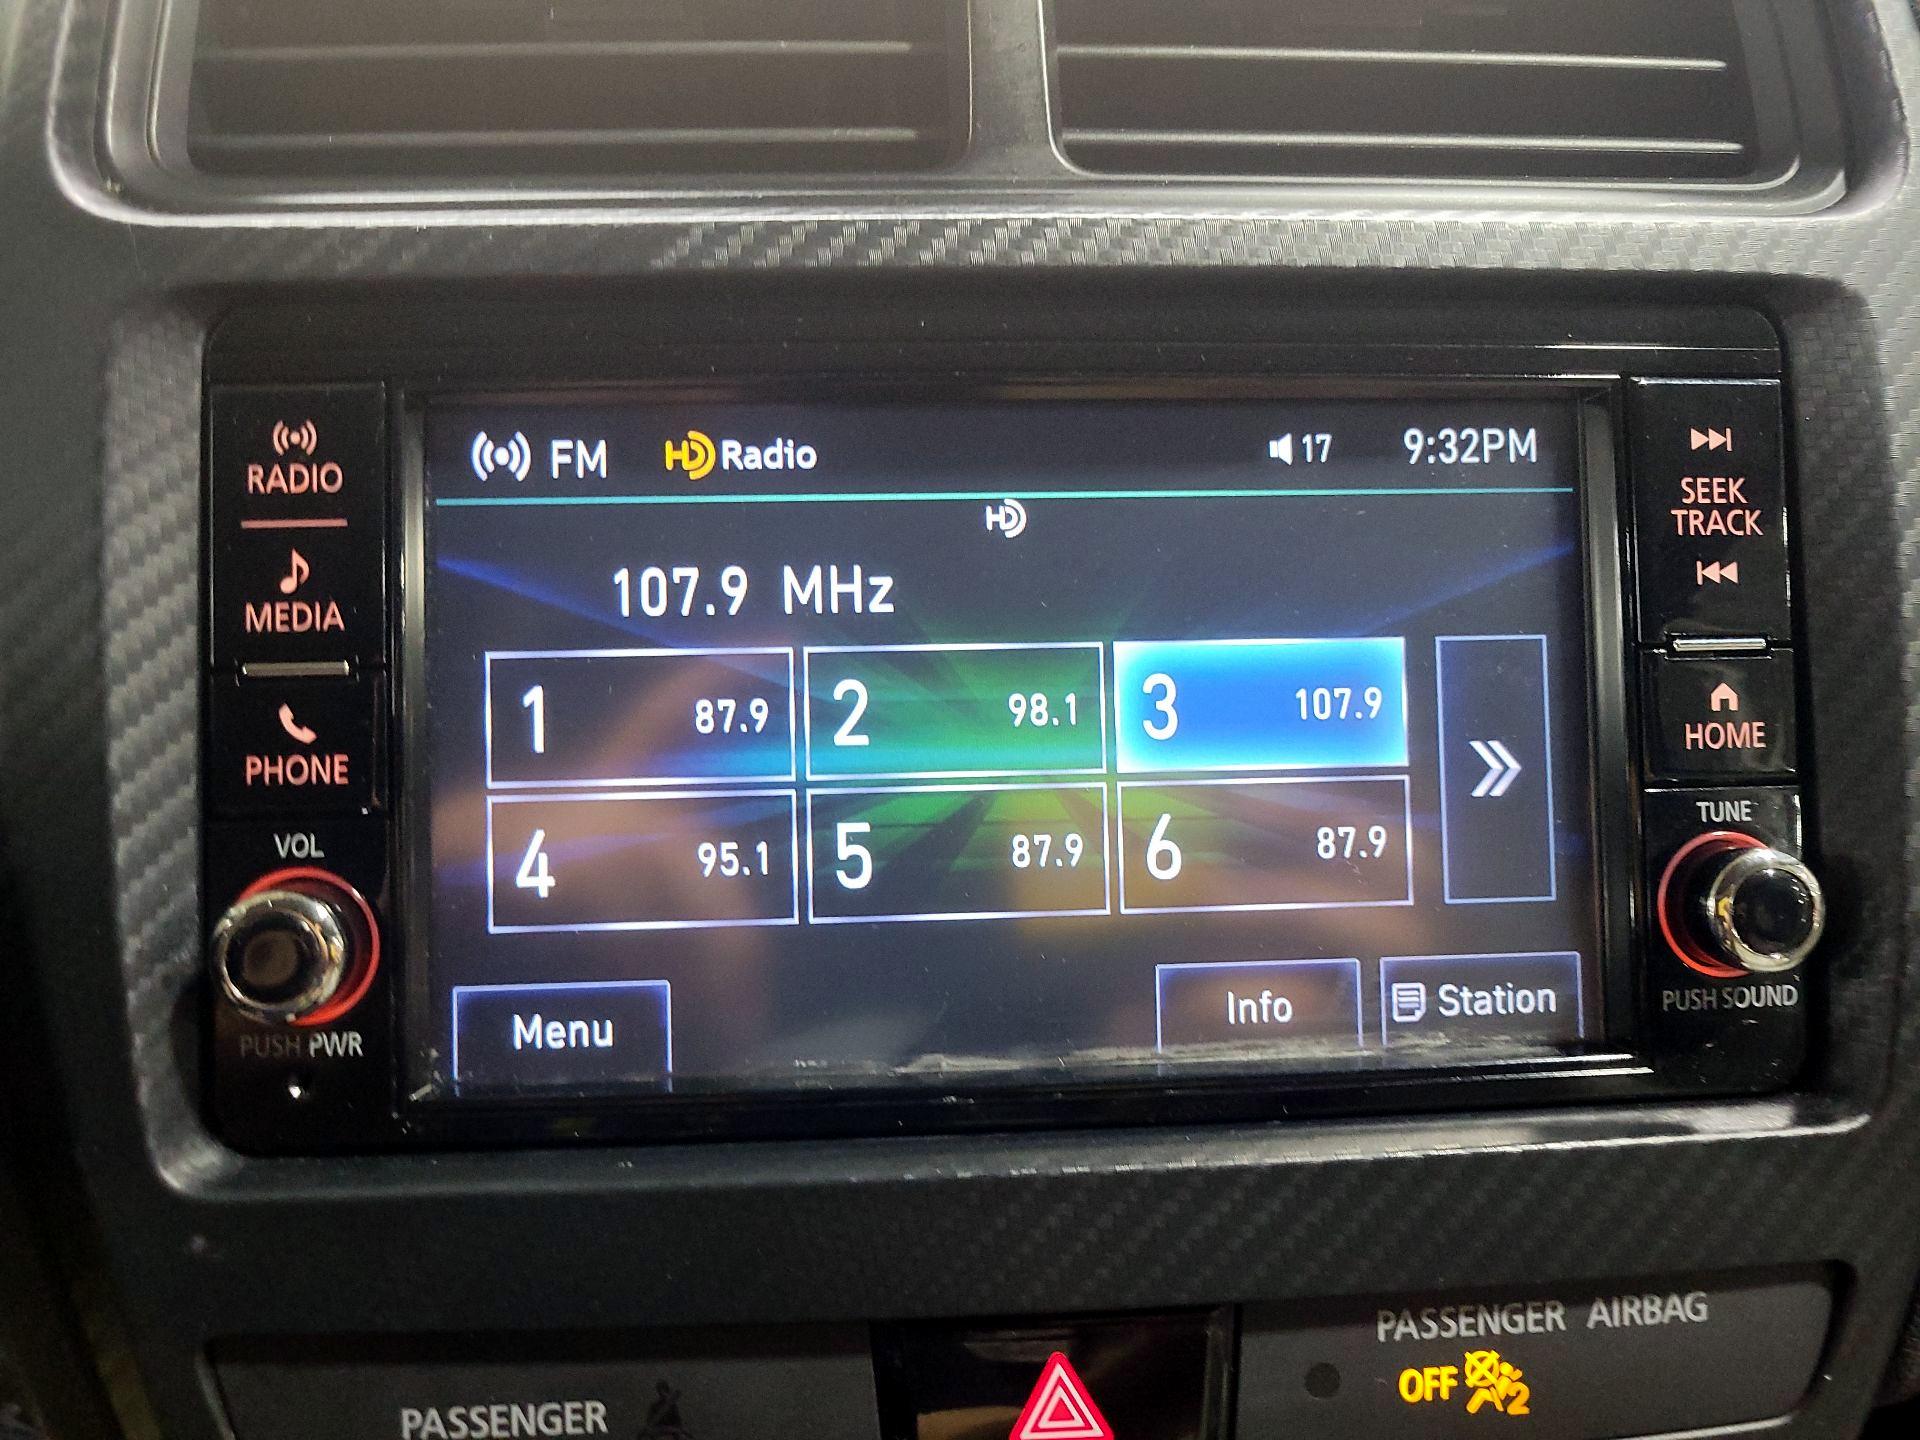 RADIO
MEDIA
PHONE
VOL
PUSH PWR
FM HD Radio 17 9:32PM
HD
107.9 MHz
1 87.9 2 98.1 3 107.9
4 95.1 5 87.9 6 87.9
Menu Info Station
SEEK
TRACK
HOME
TUNE
PUSH SOUND
PASSENGER
PASSENGER AIRBAG
OFF 2